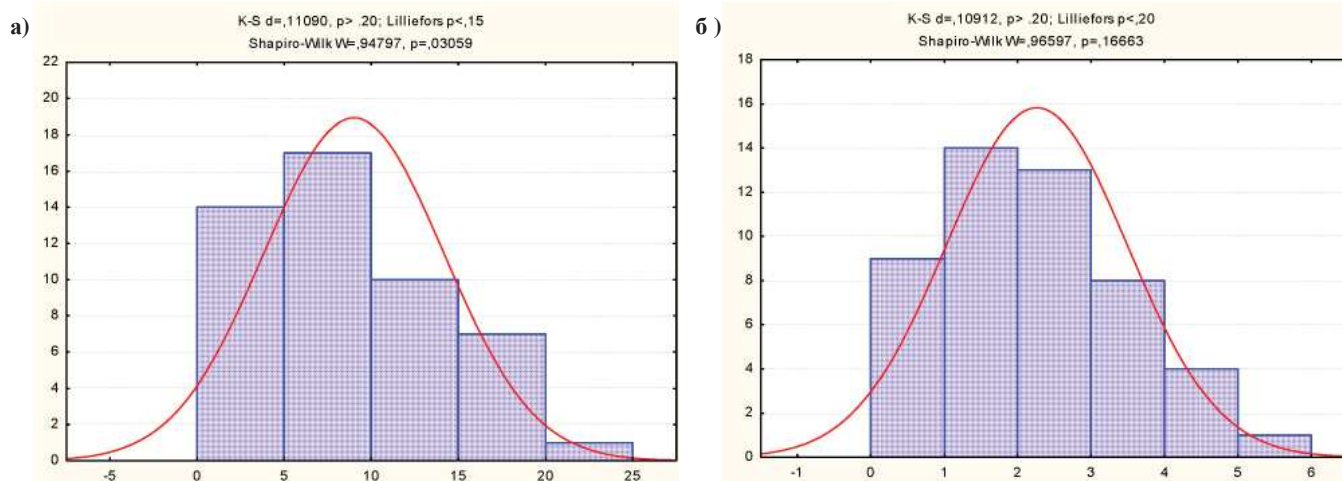 а)
K-S d=,11090, p> .20; Lilliefors p<,15
Shapiro-Wilk W=,94797, p=,03059
22
20
18
16
14
12
10
8
6
4
2
0
-5 0 5 10 15 20 25
б )
K-S d=,10912, p> .20; Lilliefors p<,20
Shapiro-Wilk W=,96597, p=,16663
18
16
14
12
10
8
6
4
2
0
-1 0 1 2 3 4 5 6